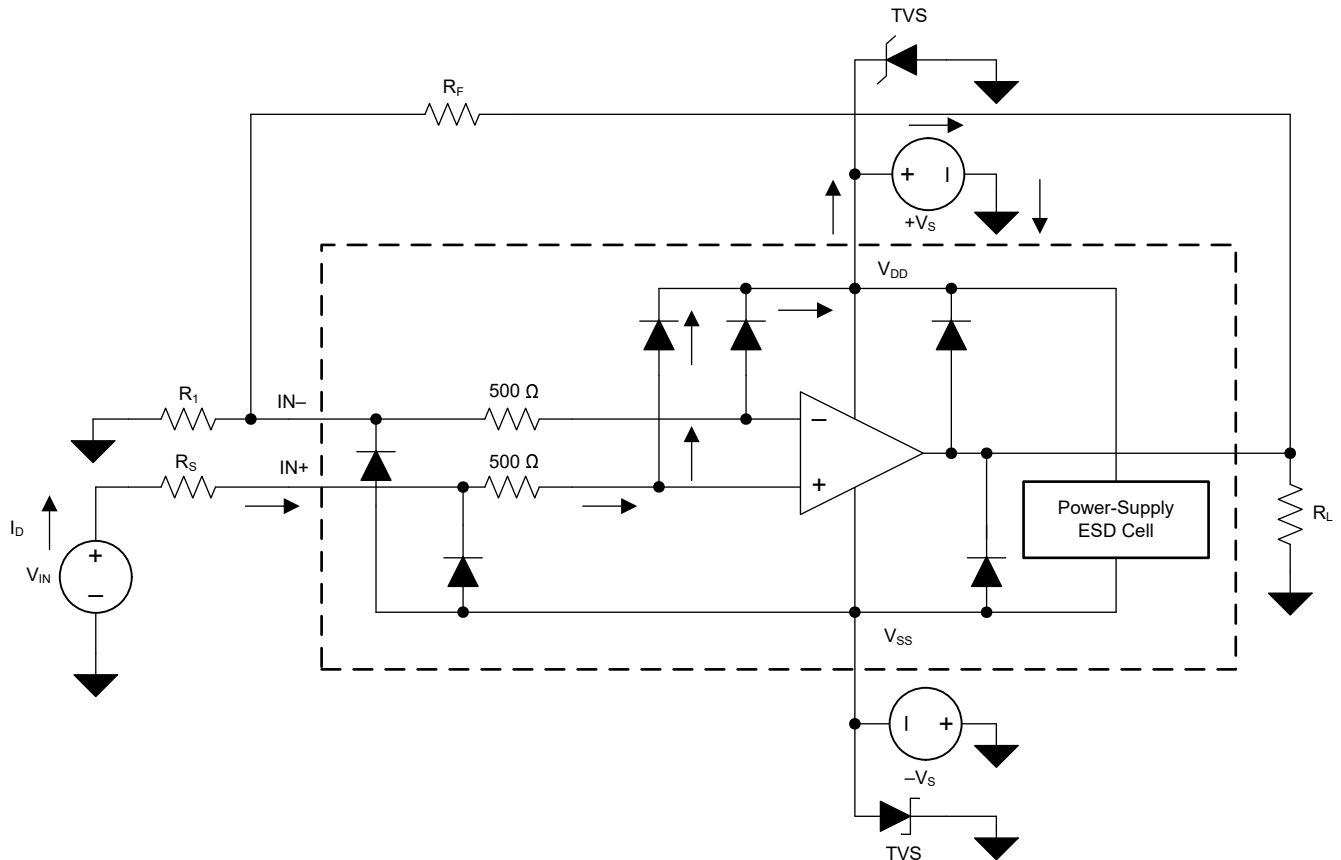 TVS
R_F
+ –
+V_S
V_DD
R_1
IN–
500 Ω
–
R_S
IN+
500 Ω
+
Power-Supply
ESD Cell
R_L
I_D
+
V_IN
–
V_SS
– +
–V_S
TVS